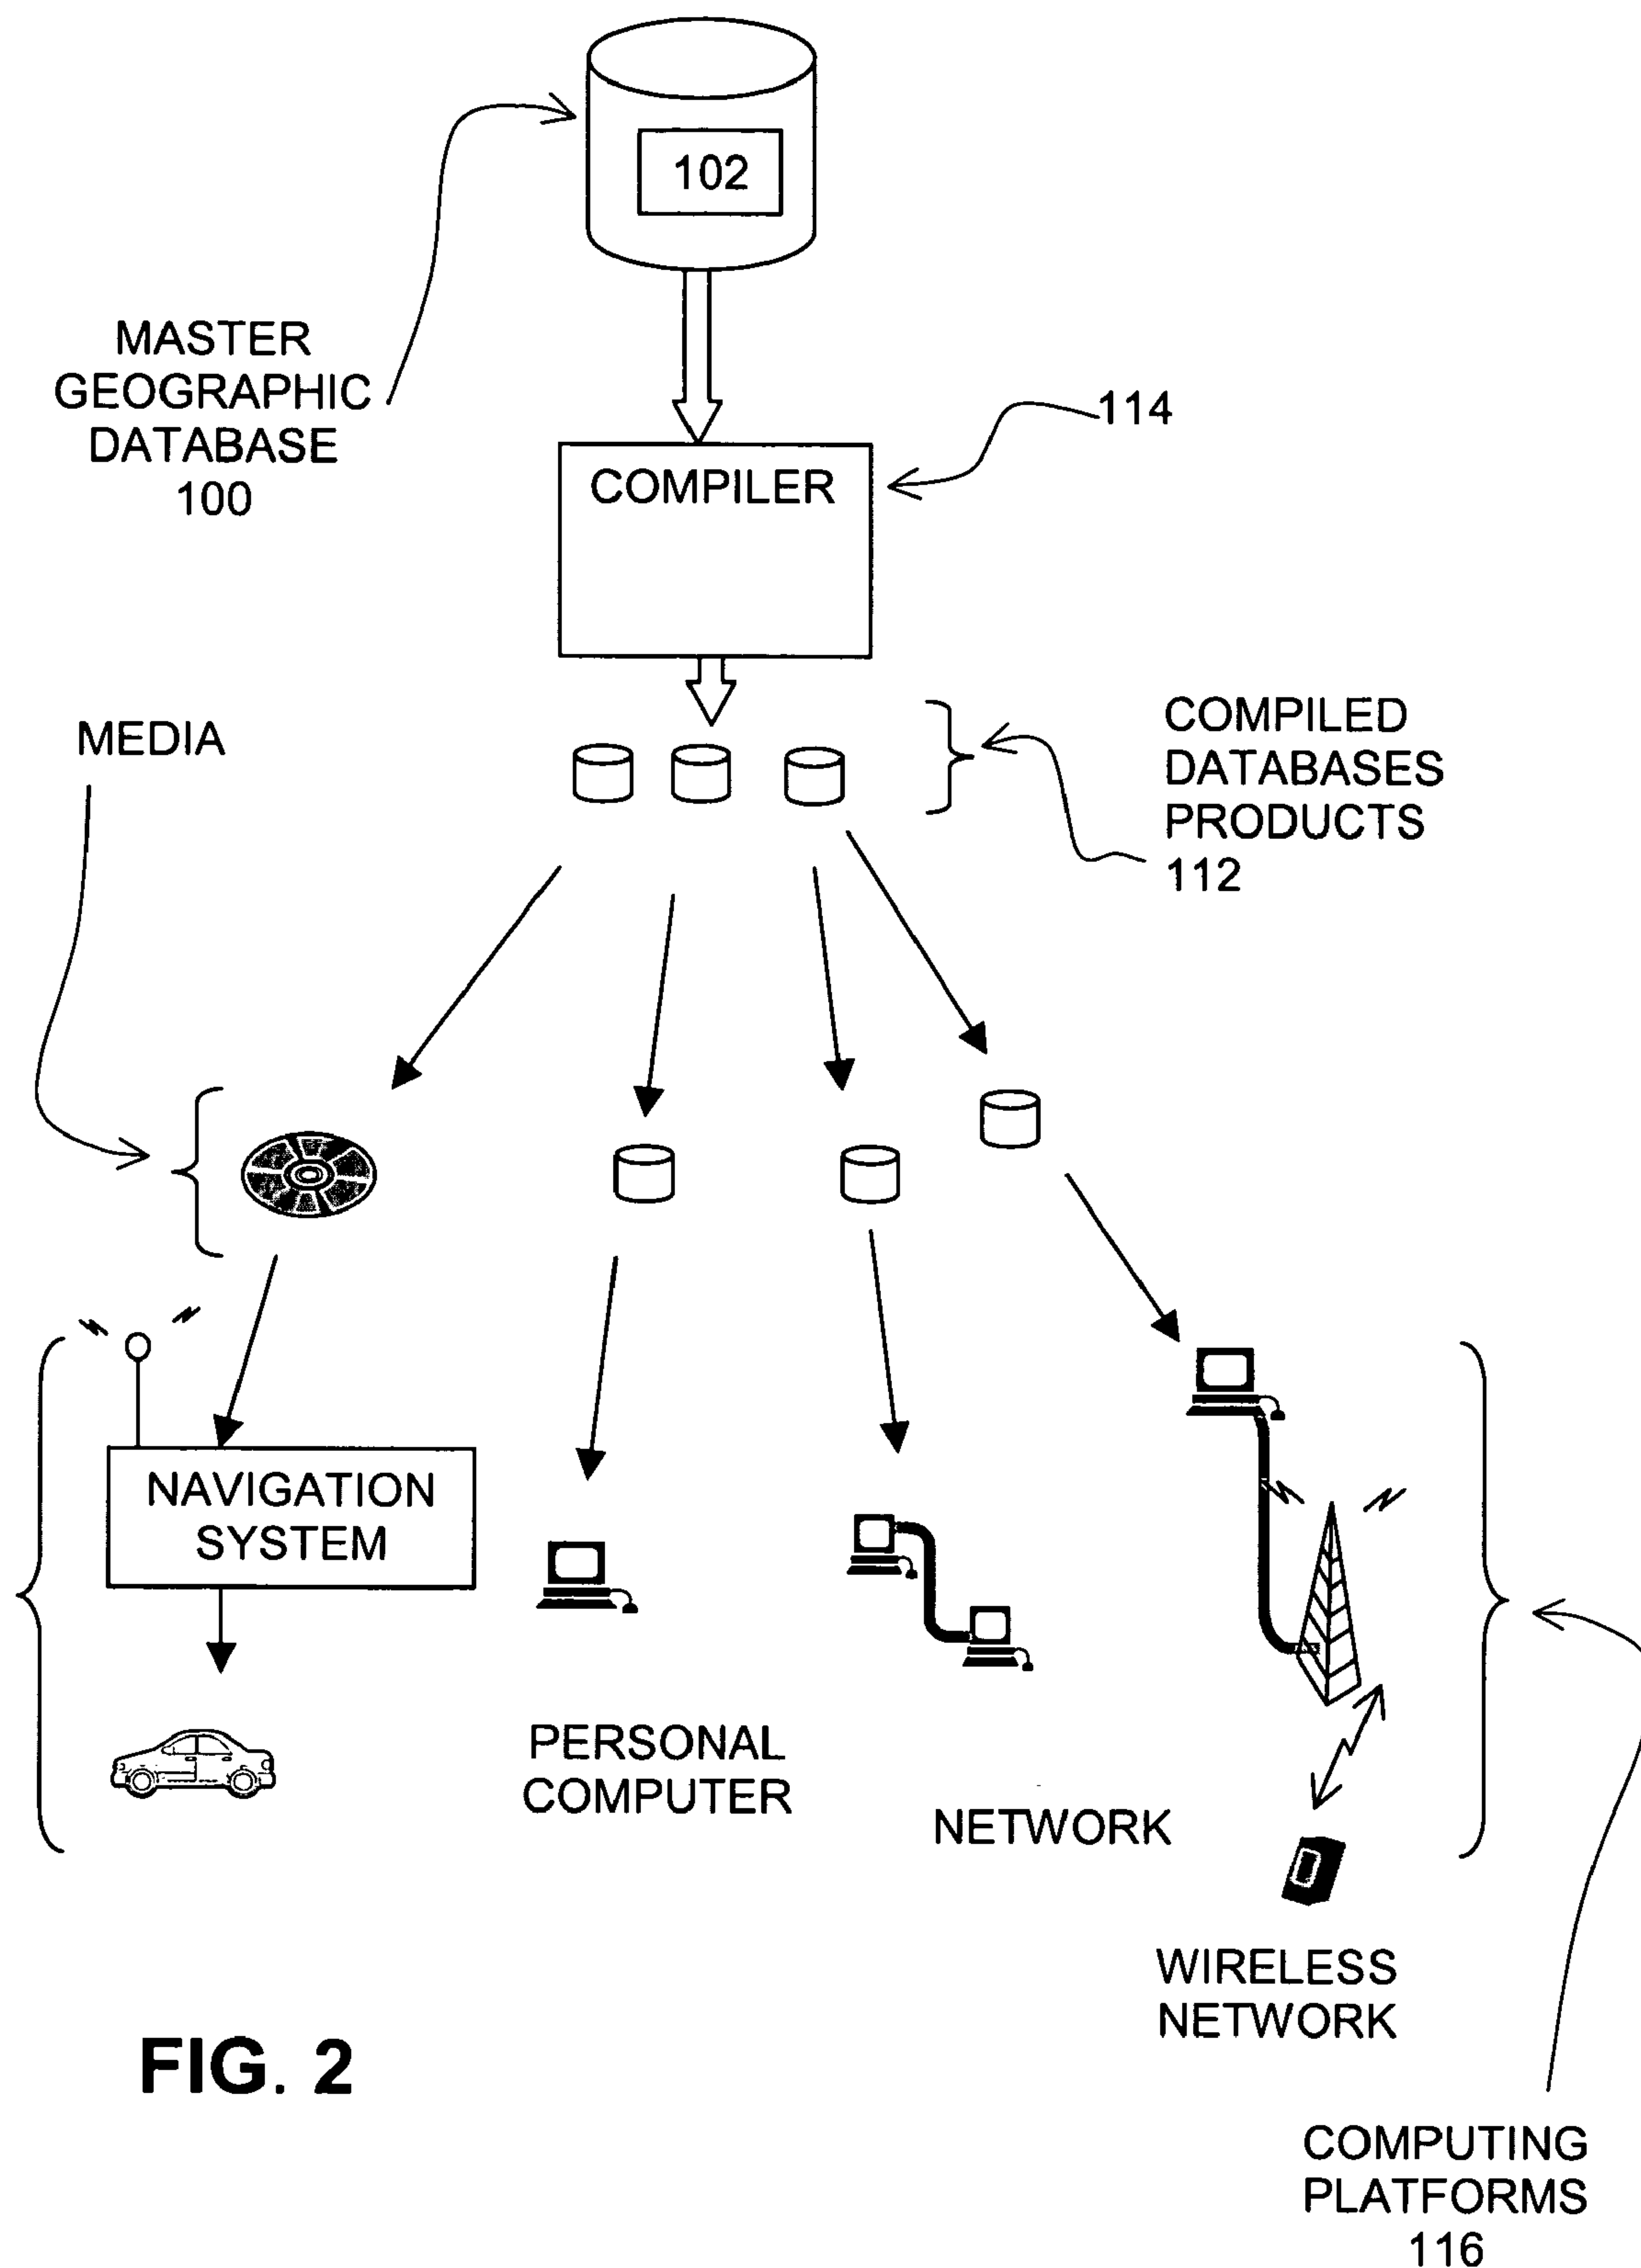 102
MASTER
GEOGRAPHIC
DATABASE
100
114
COMPILER
MEDIA
COMPILED
DATABASES
PRODUCTS
112
NAVIGATION
SYSTEM
PERSONAL
COMPUTER
NETWORK
WIRELESS
NETWORK
FIG. 2
COMPUTING
PLATFORMS
116